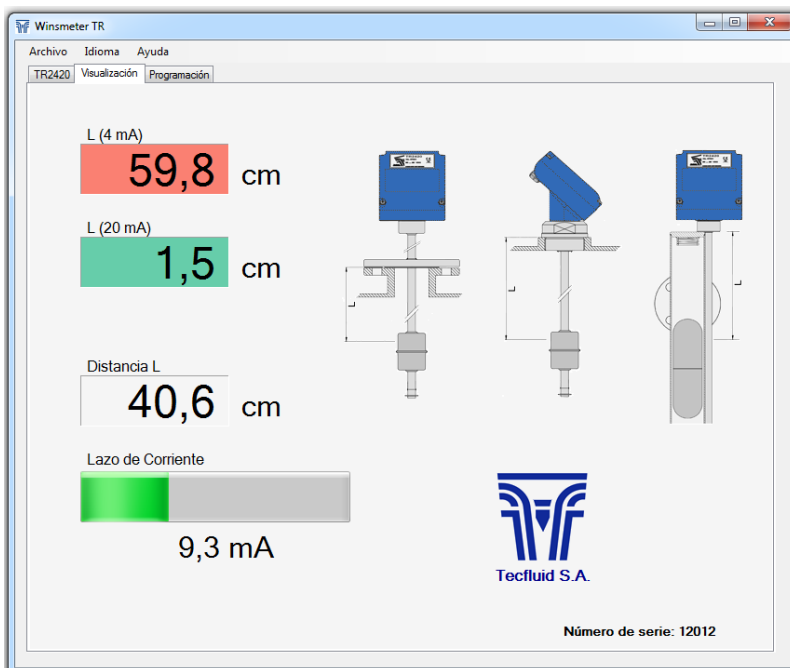 Winsmeter TR
Archivo Idioma Ayuda
TR2420 Visualización Programación
L (4 mA)
59,8 cm
L (20 mA)
1,5 cm
Distancia L
40,6 cm
Lazo de Corriente
9,3 mA
L
L
L
Tecfluid S.A.
Número de serie: 12012